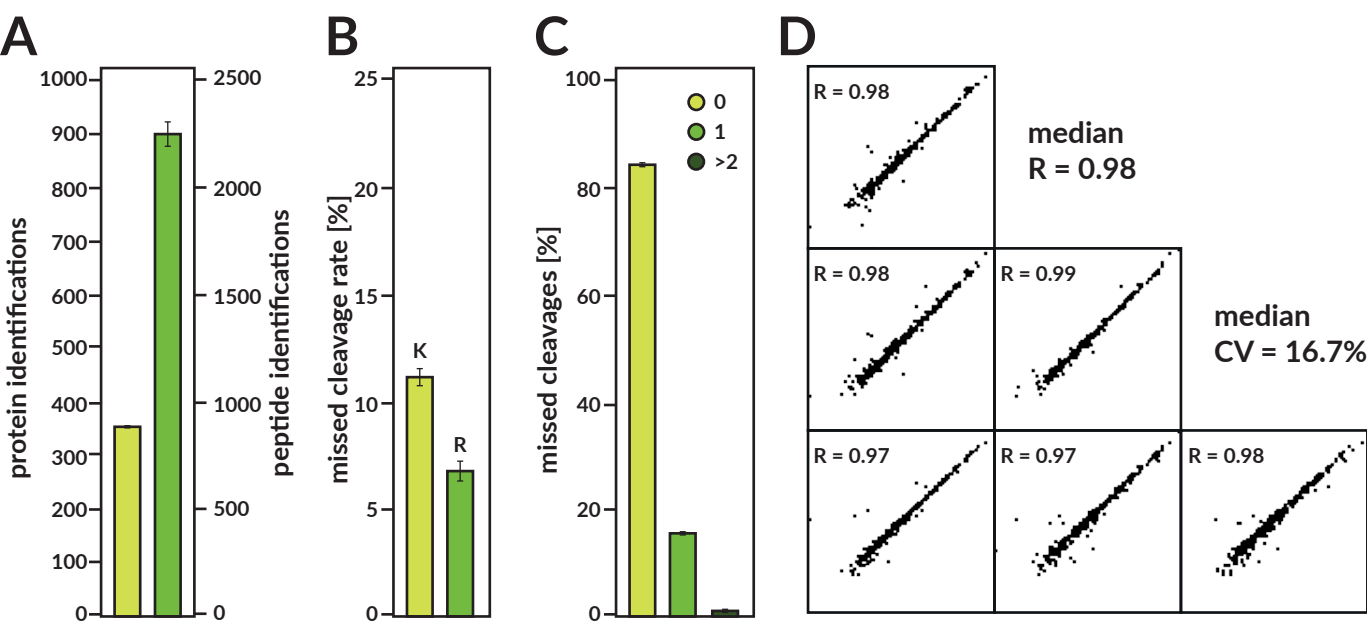 A
protein identifications
1000
900
800
700
600
500
400
300
200
100
0
2500
2000
1500
1000
500
0
peptide identifications
B
missed cleavage rate [%]
25
20
15
10
5
0
K
R
C
missed cleavages [%]
100
80
60
40
20
0
0
1
>2
D
R = 0.98
median
R = 0.98
R = 0.98
R = 0.99
median
CV = 16.7%
R = 0.97
R = 0.97
R = 0.98